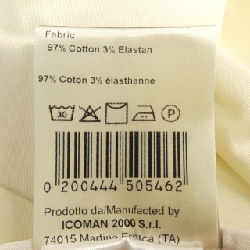 Fabric
97% Cotton 3% Elastan
97% Coton 3% élasthanne
30 P
0 200444 505462
Prodotto da/Manufacted by
ICOMAN 2000 S.r.l.
74015 Martina Franca (TA)